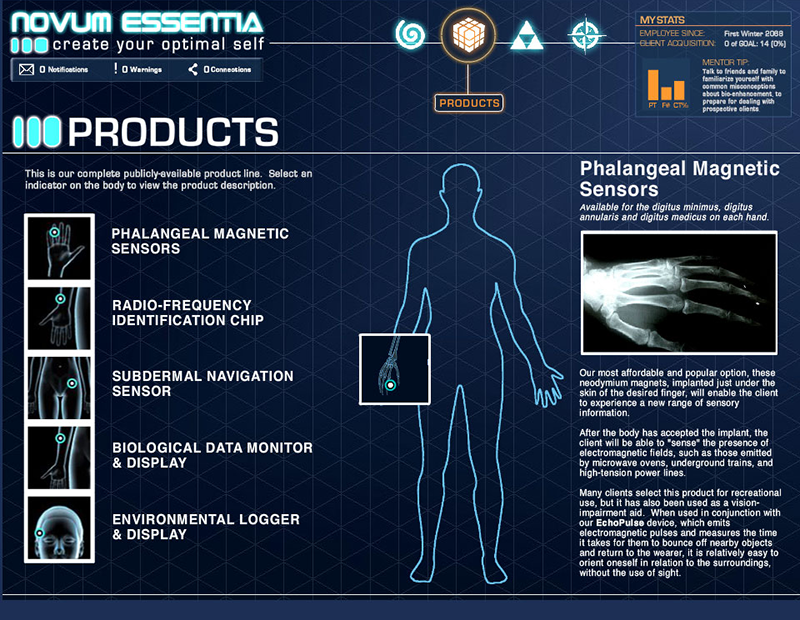 NOVUM ESSENTIA
create your optimal self
0 Notifications
! 0 Warnings
0 Connections
PRODUCTS
MY STATS
EMPLOYEE SINCE: First Winter 2068
CLIENT ACQUISITION: 0 of GOAL: 14 [0%]
MENTOR TIP:
Talk to friends and family to
familiarize yourself with
common misconceptions
about bio-enhancement, to
prepare for dealing with
prospective clients
PT F# CT%
PRODUCTS
This is our complete publicly-available product line. Select an
indicator on the body to view the product description.
PHALANGEAL MAGNETIC
SENSORS
RADIO-FREQUENCY
IDENTIFICATION CHIP
SUBDERMAL NAVIGATION
SENSOR
BIOLOGICAL DATA MONITOR
& DISPLAY
ENVIRONMENTAL LOGGER
& DISPLAY
Phalangeal Magnetic
Sensors
Available for the digitus minimus, digitus
annularis and digitus medicus on each hand.
Our most affordable and popular option, these
neodymium magnets, implanted just under the
skin of the desired finger, will enable the client
to experience a new range of sensory
information.
After the body has accepted the implant, the
client will be able to "sense" the presence of
electromagnetic fields, such as those emitted
by microwave ovens, underground trains, and
high-tension power lines.
Many clients select this product for recreational
use, but it has also been used as a vision-
impairment aid. When used in conjunction with
our EchoPulse device, which emits
electromagnetic pulses and measures the time
it takes for them to bounce off nearby objects
and return to the wearer, it is relatively easy to
orient oneself in relation to the surroundings,
without the use of sight.